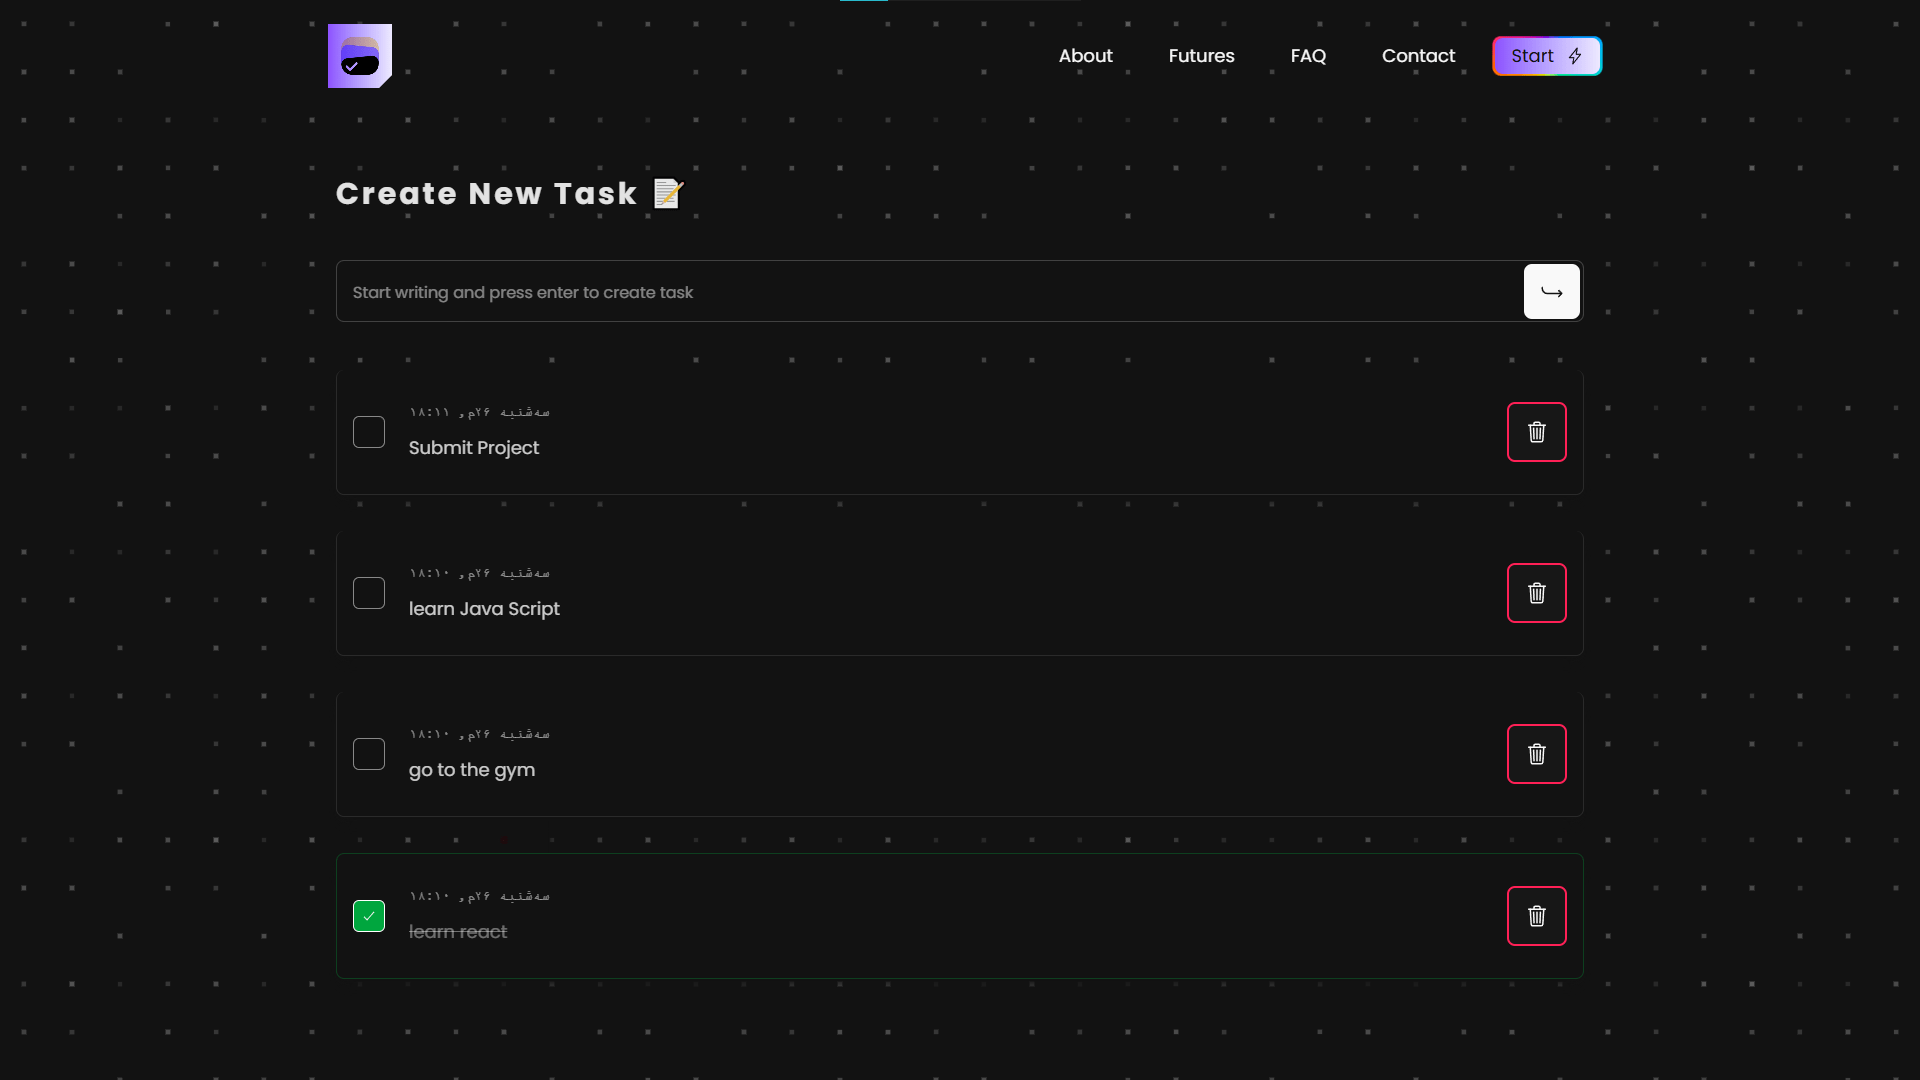 About
Futures
FAQ
Contact
Start
Create New Task
Start writing and press enter to create task
سه‌شنبه ۲۶م, ۱۸:۱۱
Submit Project
سه‌شنبه ۲۶م, ۱۸:۱۰
learn Java Script
سه‌شنبه ۲۶م, ۱۸:۱۰
go to the gym
سه‌شنبه ۲۶م, ۱۸:۱۰
learn react